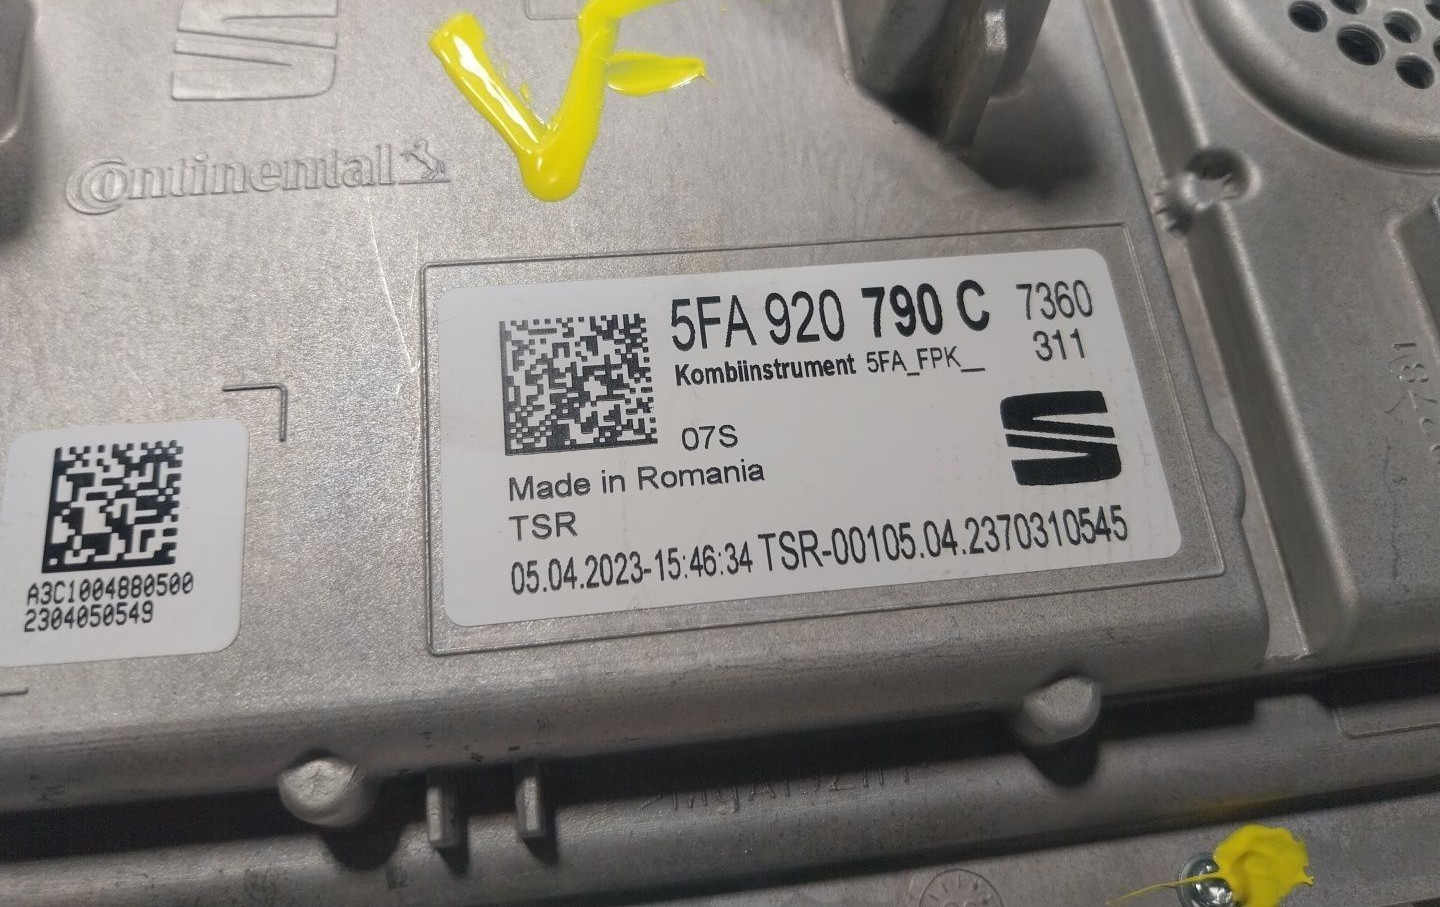 Continental
5FA 920 790 C 7360
Kombiinstrument 5FA_FPK__ 311
07S
Made in Romania
TSR
05.04.2023-15:46:34 TSR-00105.04.2370310545
A3C1004880500
2304050549